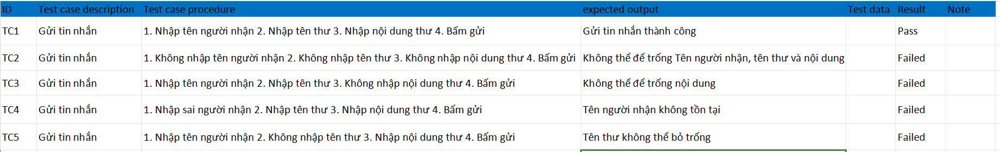 ID Test case description Test case procedure expected output Test data Result Note
TC1 Gửi tin nhắn 1. Nhập tên người nhận 2. Nhập tên thư 3. Nhập nội dung thư 4. Bấm gửi Gửi tin nhắn thành công Pass
TC2 Gửi tin nhắn 1. Không nhập tên người nhận 2. Không nhập tên thư 3. Không nhập nội dung thư 4. Bấm gửi Không thể để trống Tên người nhận, tên thư và nội dung Failed
TC3 Gửi tin nhắn 1. Nhập tên người nhận 2. Nhập tên thư 3. Không nhập nội dung thư 4. Bấm gửi Không thể để trống nội dung Failed
TC4 Gửi tin nhắn 1. Nhập sai người nhận 2. Nhập tên thư 3. Nhập nội dung thư 4. Bấm gửi Tên người nhận không tồn tại Failed
TC5 Gửi tin nhắn 1. Nhập tên người nhận 2. Không nhập tên thư 3. Nhập nội dung thư 4. Bấm gửi Tên thư không thể bỏ trống Failed